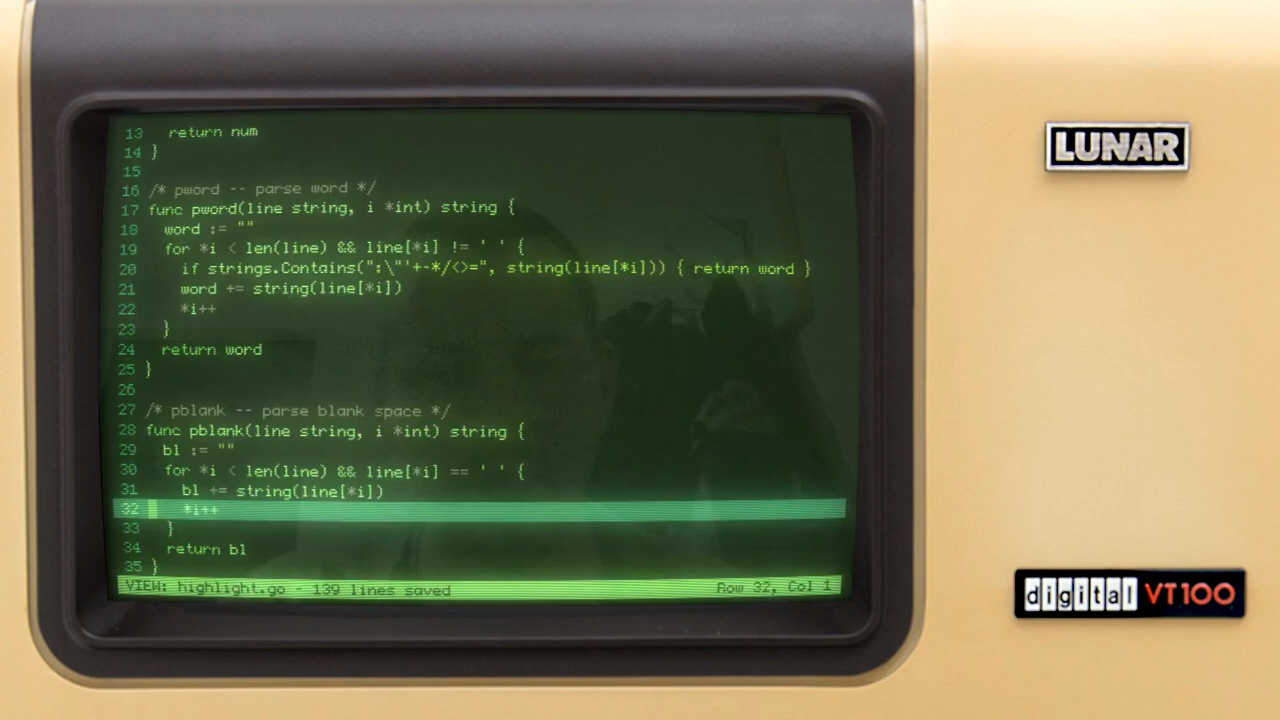 13 return num
14 }
15
16 /* pword -- parse word */
17 func pword(line string, i *int) string {
18 word := ""
19 for *i < len(line) && line[*i] != ' ' {
20 if strings.Contains(":\"'+-*/<>=", string(line[*i])) { return word }
21 word += string(line[*i])
22 *i++
23 }
24 return word
25 }
26
27 /* pblank -- parse blank space */
28 func pblank(line string, i *int) string {
29 bl := ""
30 for *i < len(line) && line[*i] == ' ' {
31 bl += string(line[*i])
32 *i++
33 }
34 return bl
35 }
VIEW: highlight.go - 139 lines saved Row 32, Col 1
LUNAR
digital VT100